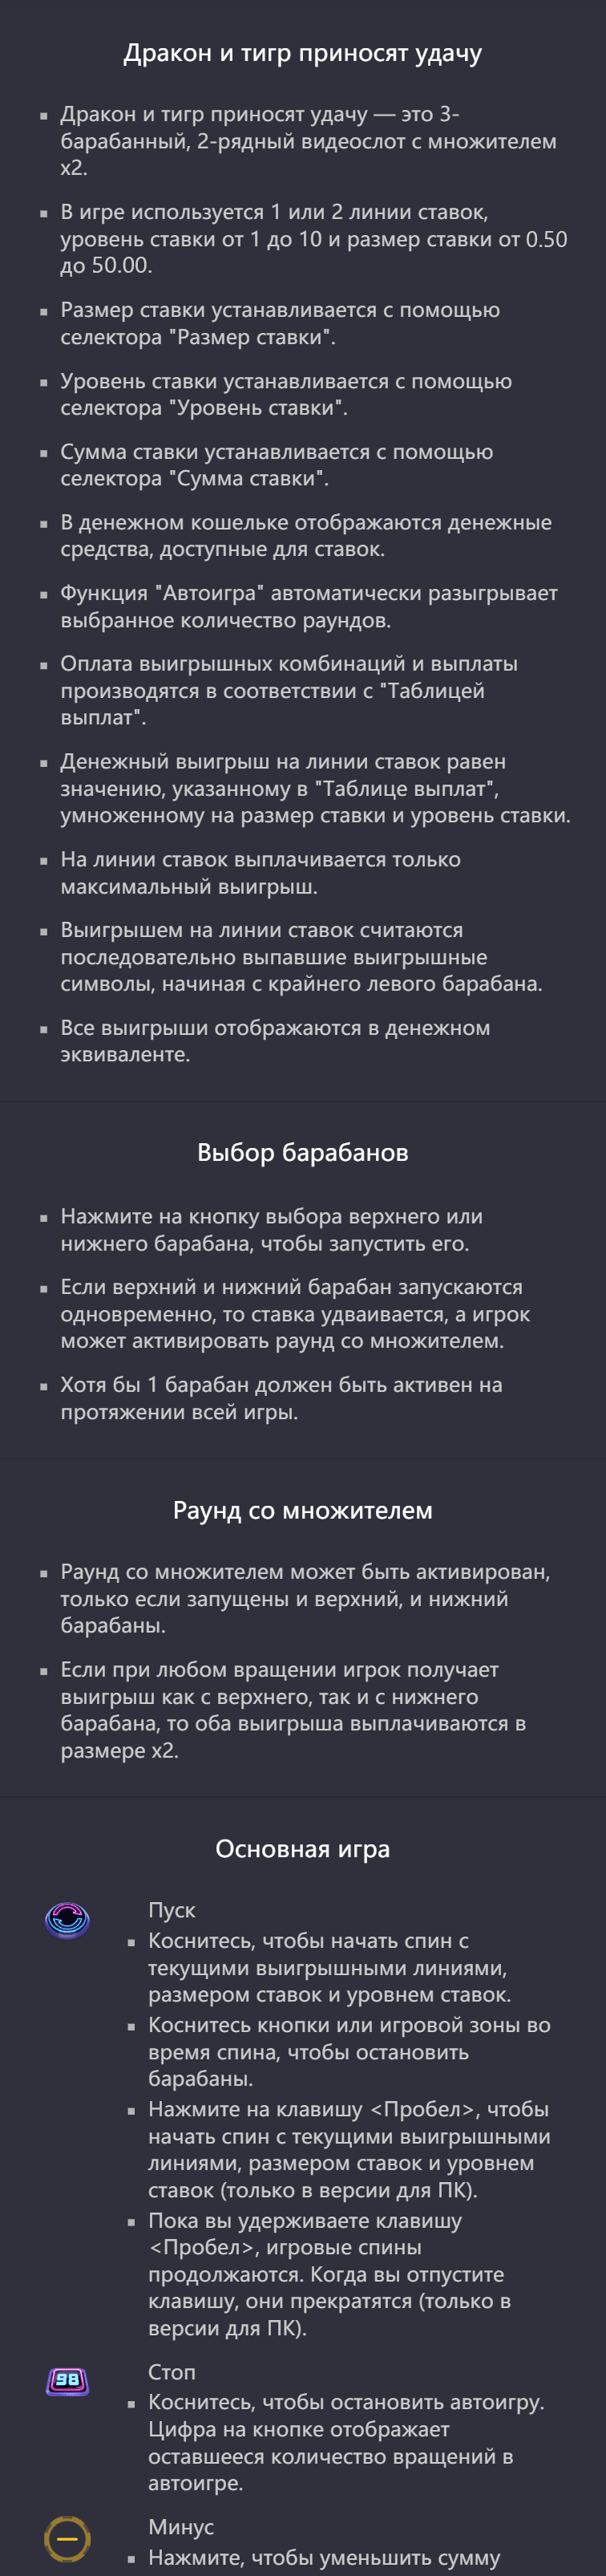 Дракон и тигр приносят удачу
▪ Дракон и тигр приносят удачу — это 3-
барабанный, 2-рядный видеослот с множителем
x2.
▪ В игре используется 1 или 2 линии ставок,
уровень ставки от 1 до 10 и размер ставки от 0.50
до 50.00.
▪ Размер ставки устанавливается с помощью
селектора "Размер ставки".
▪ Уровень ставки устанавливается с помощью
селектора "Уровень ставки".
▪ Сумма ставки устанавливается с помощью
селектора "Сумма ставки".
▪ В денежном кошельке отображаются денежные
средства, доступные для ставок.
▪ Функция "Автоигра" автоматически разыгрывает
выбранное количество раундов.
▪ Оплата выигрышных комбинаций и выплаты
производятся в соответствии с "Таблицей
выплат".
▪ Денежный выигрыш на линии ставок равен
значению, указанному в "Таблице выплат",
умноженному на размер ставки и уровень ставки.
▪ На линии ставок выплачивается только
максимальный выигрыш.
▪ Выигрышем на линии ставок считаются
последовательно выпавшие выигрышные
символы, начиная с крайнего левого барабана.
▪ Все выигрыши отображаются в денежном
эквиваленте.
Выбор барабанов
▪ Нажмите на кнопку выбора верхнего или
нижнего барабана, чтобы запустить его.
▪ Если верхний и нижний барабан запускаются
одновременно, то ставка удваивается, а игрок
может активировать раунд со множителем.
▪ Хотя бы 1 барабан должен быть активен на
протяжении всей игры.
Раунд со множителем
▪ Раунд со множителем может быть активирован,
только если запущены и верхний, и нижний
барабаны.
▪ Если при любом вращении игрок получает
выигрыш как с верхнего, так и с нижнего
барабана, то оба выигрыша выплачиваются в
размере x2.
Основная игра
Пуск
▪ Коснитесь, чтобы начать спин с
текущими выигрышными линиями,
размером ставок и уровнем ставок.
▪ Коснитесь кнопки или игровой зоны во
время спина, чтобы остановить
барабаны.
▪ Нажмите на клавишу <Пробел>, чтобы
начать спин с текущими выигрышными
линиями, размером ставок и уровнем
ставок (только в версии для ПК).
▪ Пока вы удерживаете клавишу
<Пробел>, игровые спины
продолжаются. Когда вы отпустите
клавишу, они прекратятся (только в
версии для ПК).
98
Стоп
▪ Коснитесь, чтобы остановить автоигру.
Цифра на кнопке отображает
оставшееся количество вращений в
автоигре.
Минус
▪ Нажмите, чтобы уменьшить сумму